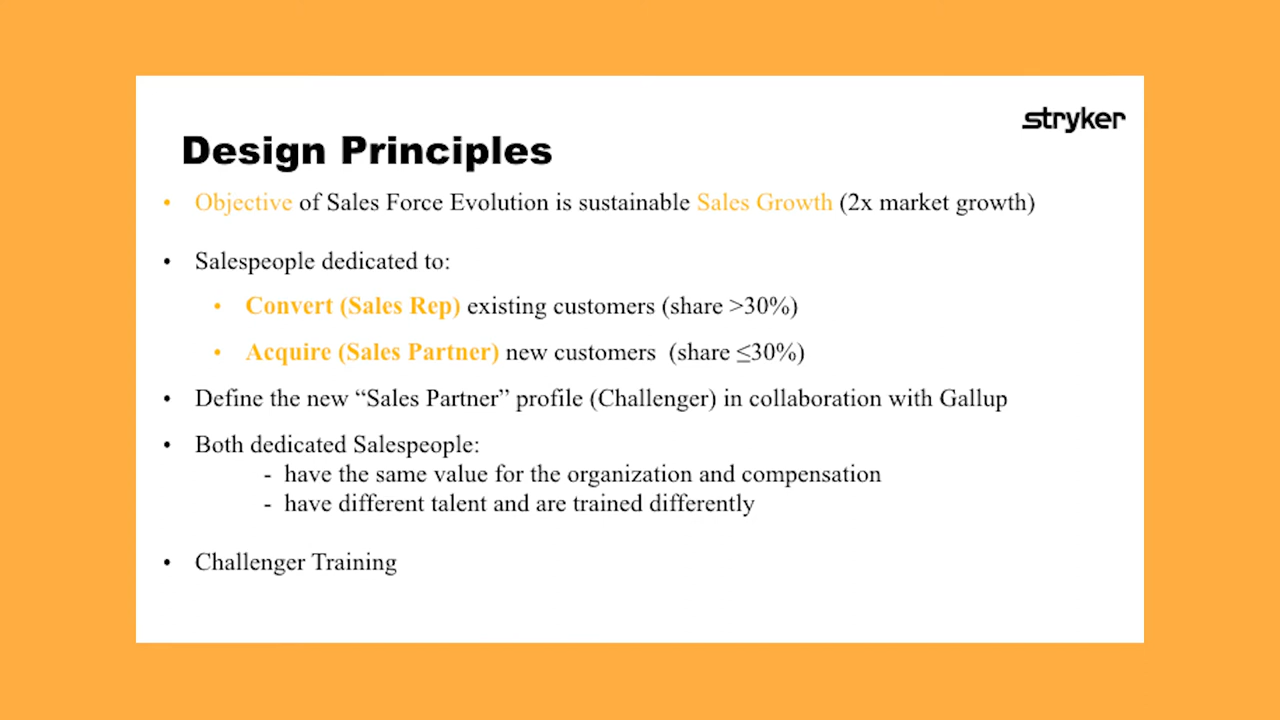 stryker
Design Principles
• Objective of Sales Force Evolution is sustainable Sales Growth (2x market growth)
• Salespeople dedicated to:
• Convert (Sales Rep) existing customers (share >30%)
• Acquire (Sales Partner) new customers (share ≤30%)
• Define the new “Sales Partner” profile (Challenger) in collaboration with Gallup
• Both dedicated Salespeople:
- have the same value for the organization and compensation
- have different talent and are trained differently
• Challenger Training